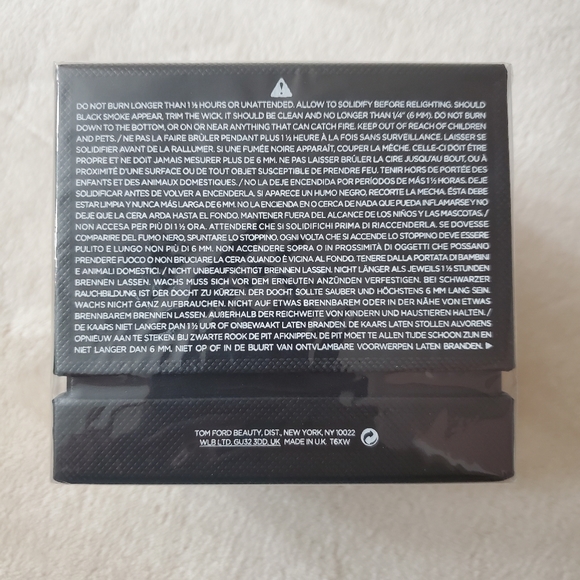 DO NOT BURN LONGER THAN 1 ½ HOURS OR UNATTENDED. ALLOW TO SOLIDIFY BEFORE RELIGHTING. SHOULD
BLACK SMOKE APPEAR, TRIM THE WICK. IT SHOULD BE CLEAN AND NO LONGER THAN 1/4" (6 MM). DO NOT BURN
DOWN TO THE BOTTOM, OR ON OR NEAR ANYTHING THAT CAN CATCH FIRE. KEEP OUT OF REACH OF CHILDREN
AND PETS. / NE PAS LA FAIRE BRÛLER PENDANT PLUS 1 ½ HEURE À LA FOIS SANS SURVEILLANCE. LAISSER SE
SOLIDIFIER AVANT DE LA RALLUMER. SI UNE FUMÉE NOIRE APPARAÎT, COUPER LA MÈCHE. CELLE-CI DOIT ÊTRE
PROPRE ET NE DOIT JAMAIS MESURER PLUS DE 6 MM. NE PAS LAISSER BRÛLER LA CIRE JUSQU'AU BOUT, OU À
PROXIMITÉ D'UNE SURFACE OU DE TOUT OBJET SUSCEPTIBLE DE PRENDRE FEU. TENIR HORS DE PORTÉE DES
ENFANTS ET DES ANIMAUX DOMESTIQUES. / NO LA DEJE ENCENDIDA POR PERÍODOS DE MÁS 1½ HORAS. DEJE
SOLIDIFICAR ANTES DE VOLVER A ENCENDERLA. SI APARECE UN HUMO NEGRO, RECORTE LA MECHA. ÉSTA DEBE
ESTAR LIMPIA Y NUNCA MÁS LARGA DE 6 MM. NO LA ENCIENDA EN O CERCA DE NADA QUE PUEDA INFLAMARSE Y NO
DEJE QUE LA CERA ARDA HASTA EL FONDO. MANTENER FUERA DEL ALCANCE DE LOS NIÑOS Y LAS MASCOTAS. /
NON ACCESA PER PIÙ DI 1 ½ ORA. ATTENDERE CHE SI SOLIDIFICHI PRIMA DI RIACCENDERLA. SE DOVESSE
COMPARIRE DEL FUMO NERO, SPUNTARE LO STOPPINO. OGNI VOLTA CHE SI ACCENDE LO STOPPINO DEVE ESSERE
PULITO E LUNGO NON PIÙ DI 6 MM. NON ACCENDERE SOPRA O IN PROSSIMITÀ DI OGGETTI CHE POSSANO
PRENDERE FUOCO E NON BRUCIARE LA CERA QUANDO È VICINA AL FONDO. TENERE DALLA PORTATA DI BAMBINI
E ANIMALI DOMESTICI. / NICHT UNBEAUFSICHTIGT BRENNEN LASSEN. NICHT LÄNGER ALS JEWEILS 1 ½ STUNDEN
BRENNEN LASSEN. WACHS MUSS SICH VOR DEM ERNEUTEN ANZÜNDEN VERFESTIGEN. BEI SCHWARZER
RAUCHBILDUNG IST DER DOCHT ZU KÜRZEN. DER DOCHT SOLLTE SAUBER UND HÖCHSTENS 6 MM LANG SEIN.
WACHS NICHT GANZ AUFBRAUCHEN. NICHT AUF ETWAS BRENNBAREM ODER IN DER NÄHE VON ETWAS
BRENNBAREM ANZÜNDEN. AUßERHALB DER REICHWEITE VON KINDERN UND HAUSTIEREN HALTEN. /
DE KAARS NIET LANGER DAN 1 ½ UUR OF ONBEWAAKT LATEN BRANDEN. DE KAARS LATEN STOLLEN ALVORENS
OPNIEUW AAN TE STEKEN. BIJ ZWARTE ROOK DE PIT AFKNIPPEN. DE PIT MOET TE ALLEN TIJDE SCHOON ZIJN EN
NIET LANGER DAN 6 MM. NIET OP OF IN DE BUURT VAN ONTVLAMBARE VOORWERPEN LATEN BRANDEN. ▶
TOM FORD BEAUTY, DIST., NEW YORK, NY 10022
WLB LTD, GU32 3DD, UK MADE IN U.K. T6XW